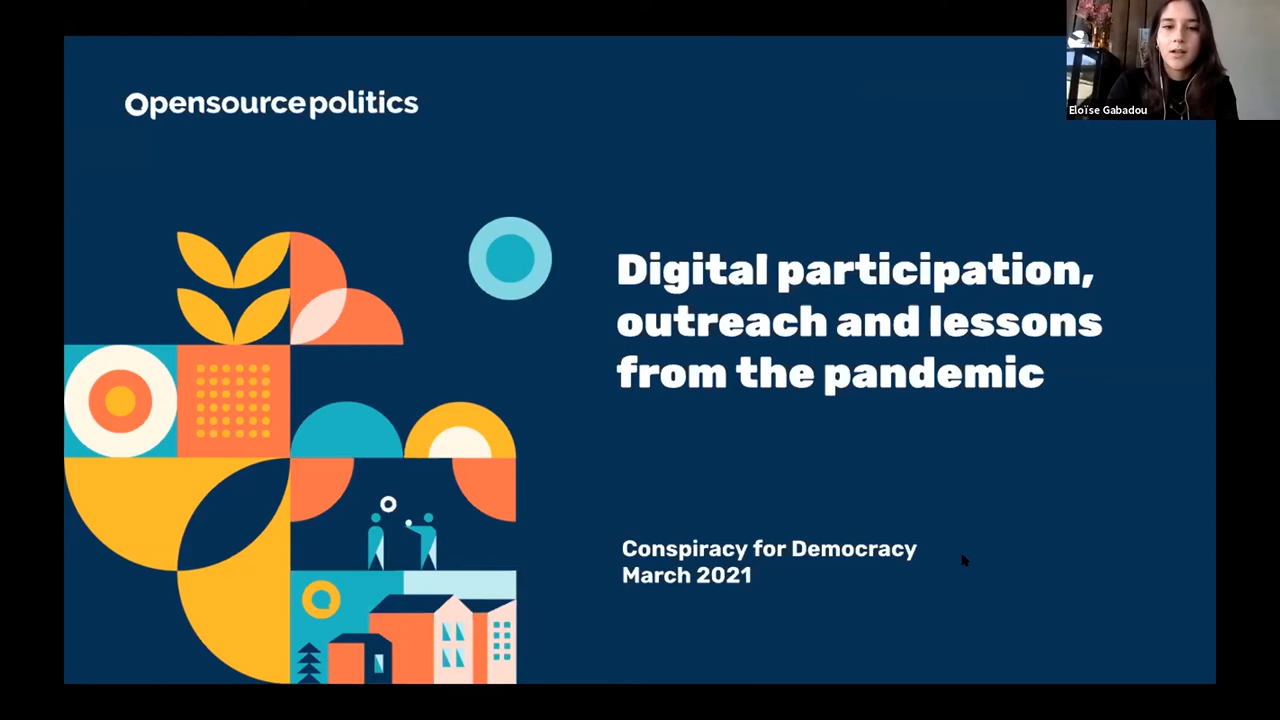 Opensourcepolitics
Eloïse Gabadou
Digital participation,
outreach and lessons
from the pandemic
Conspiracy for Democracy
March 2021